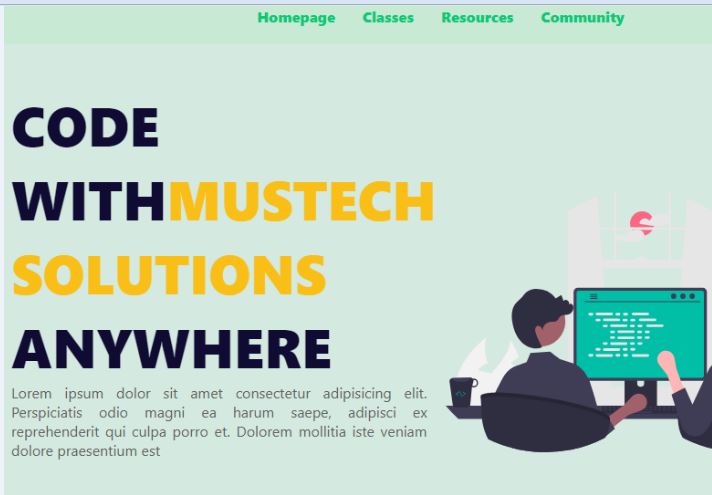 Homepage Classes Resources Community
CODE
WITHMUSTECH
SOLUTIONS
ANYWHERE
Lorem ipsum dolor sit amet consectetur adipisicing elit.
Perspiciatis odio magni ea harum saepe, adipisci ex
reprehenderit qui culpa porro et. Dolorem mollitia iste veniam
dolore praesentium est